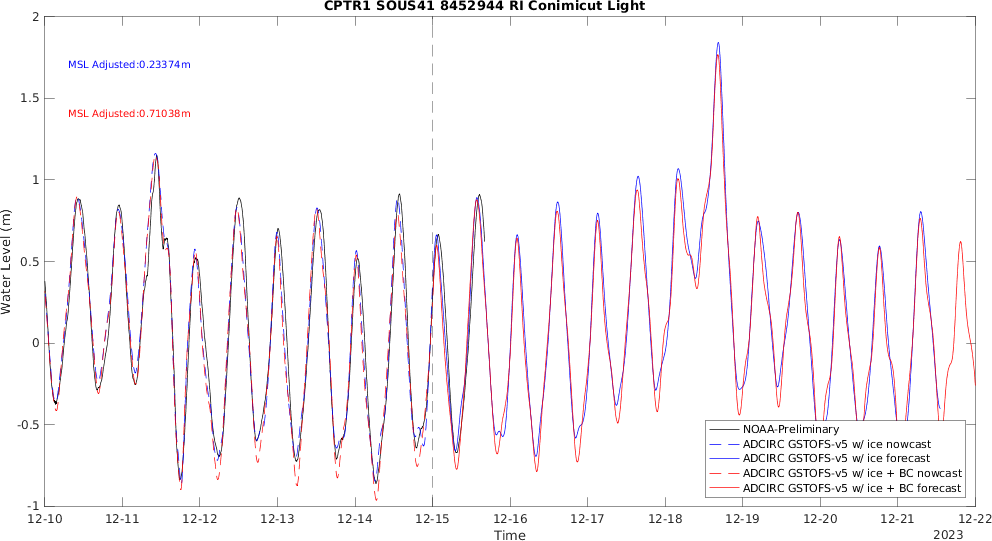 CPTR1 SOUS41 8452944 RI Conimicut Light
MSL Adjusted:0.23374m
MSL Adjusted:0.71038m
2
1.5
1
0.5
0
-0.5
-1
Water Level (m)
NOAA-Preliminary
ADCIRC GSTOFS-v5 w/ ice nowcast
ADCIRC GSTOFS-v5 w/ ice forecast
ADCIRC GSTOFS-v5 w/ ice + BC nowcast
ADCIRC GSTOFS-v5 w/ ice + BC forecast
12-10 12-11 12-12 12-13 12-14 12-15 12-16 12-17 12-18 12-19 12-20 12-21 12-22
Time
2023